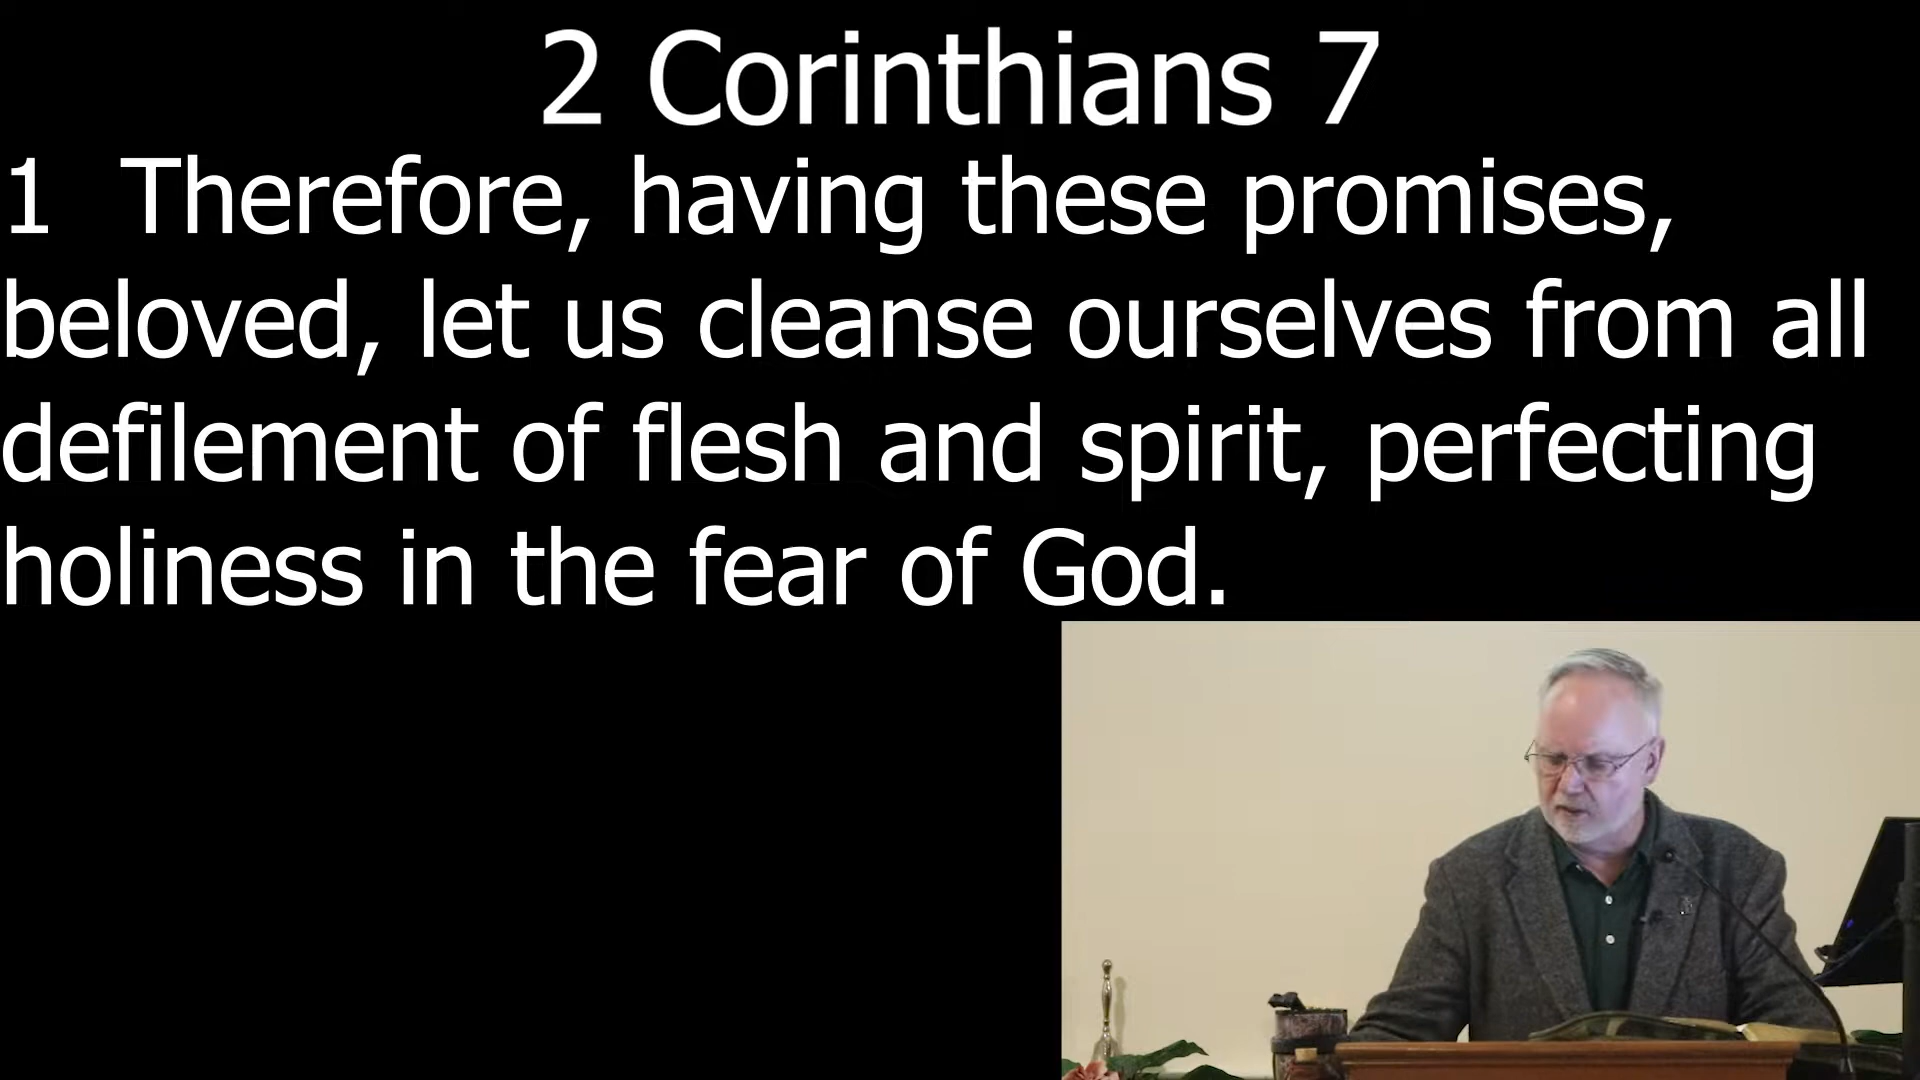 2 Corinthians 7
1 Therefore, having these promises,
beloved, let us cleanse ourselves from all
defilement of flesh and spirit, perfecting
holiness in the fear of God.